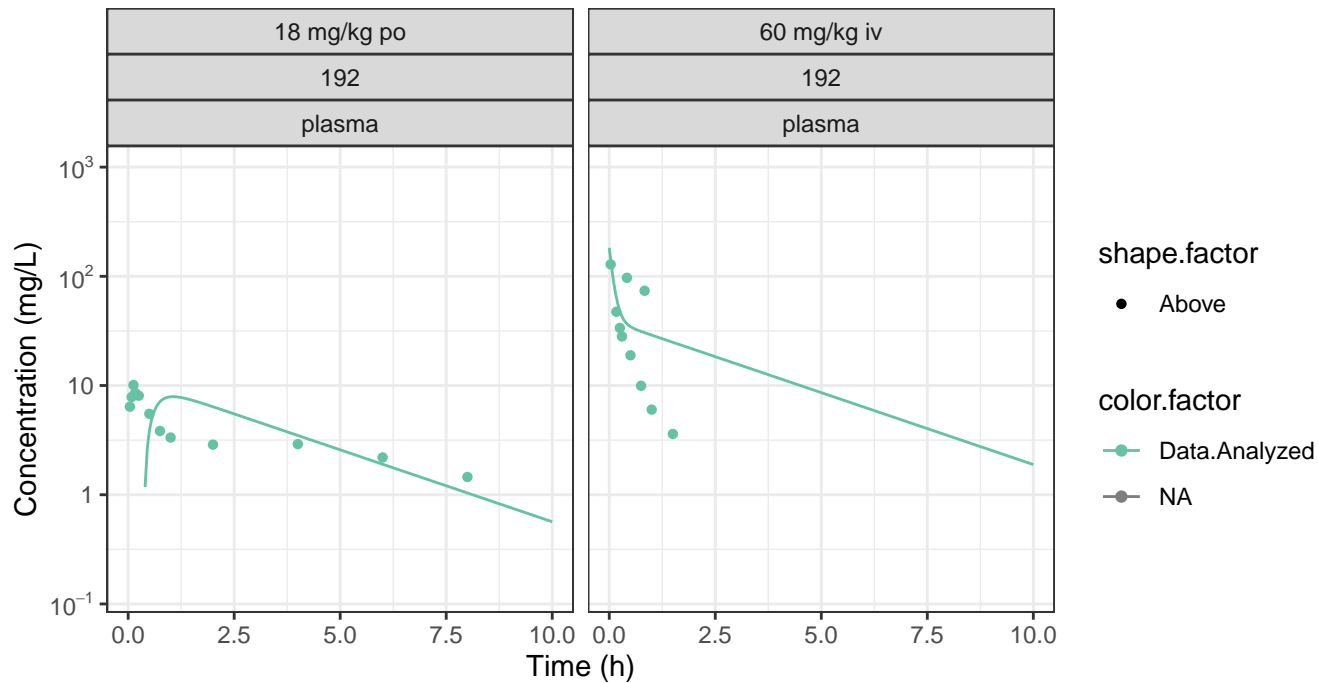 18 mg/kg po
60 mg/kg iv
192
192
plasma
plasma
Concentration (mg/L)
10³
10²
10
1
10⁻¹
0.0 2.5 5.0 7.5 10.0
0.0 2.5 5.0 7.5 10.0
Time (h)
shape.factor
Above
color.factor
Data.Analyzed
NA